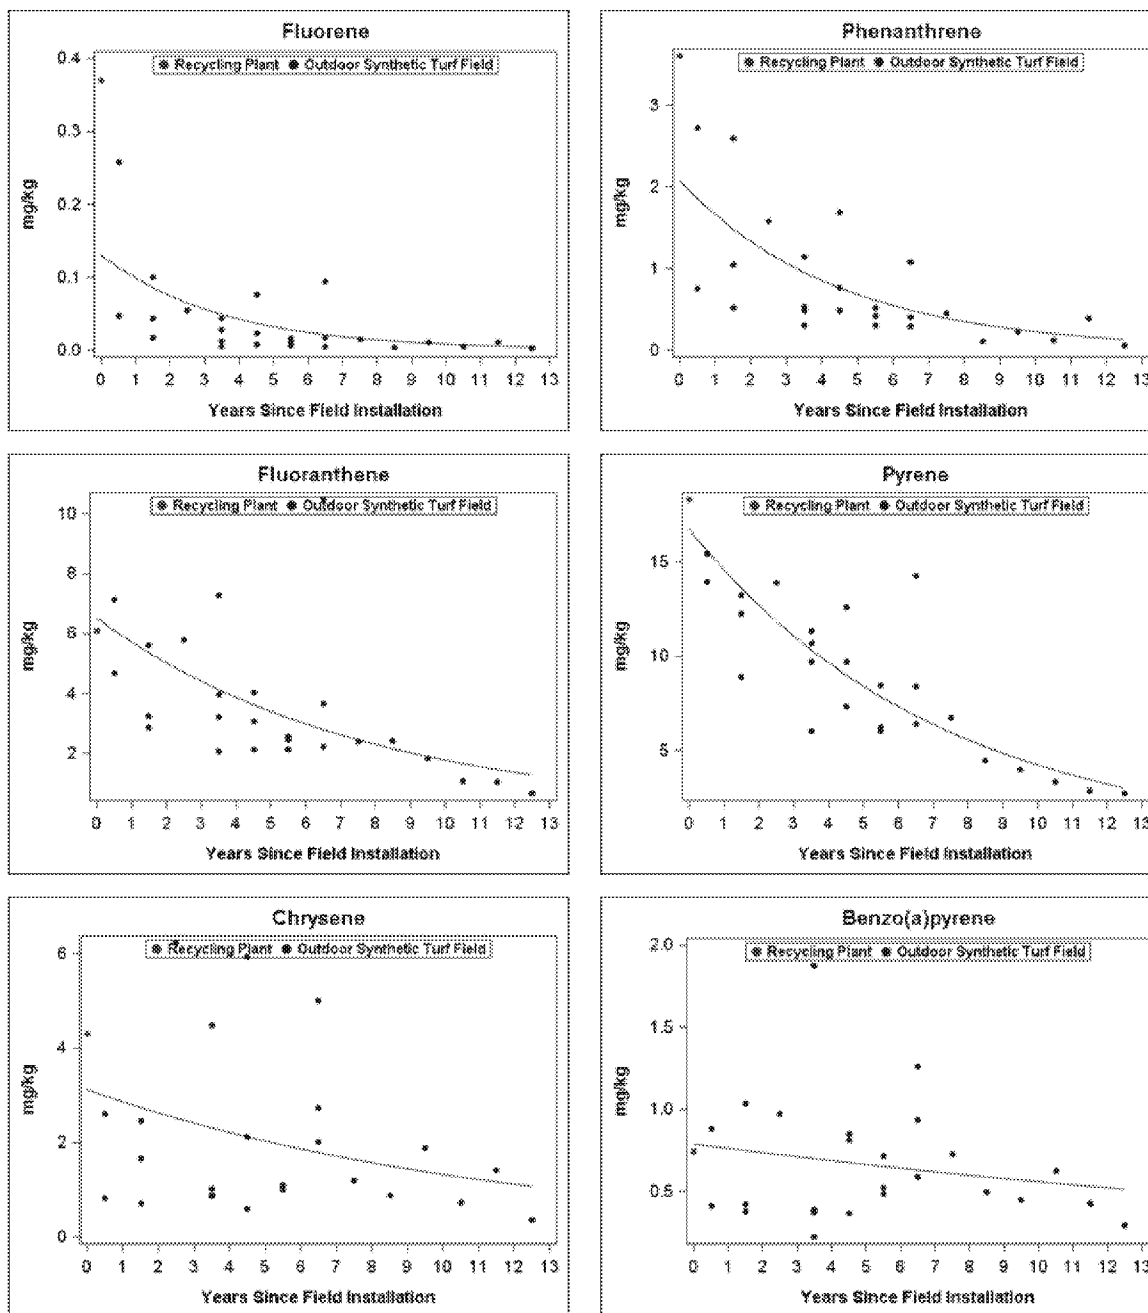 Fluorene
Recycling Plant Outdoor Synthetic Turf Field
mg/kg
0.4
0.3
0.2
0.1
0.0
0 1 2 3 4 5 6 7 8 9 10 11 12 13
Years Since Field Installation
Phenanthrene
Recycling Plant Outdoor Synthetic Turf Field
mg/kg
3
2
1
0
0 1 2 3 4 5 6 7 8 9 10 11 12 13
Years Since Field Installation
Fluoranthene
Recycling Plant Outdoor Synthetic Turf Field
mg/kg
10
8
6
4
2
0 1 2 3 4 5 6 7 8 9 10 11 12 13
Years Since Field Installation
Pyrene
Recycling Plant Outdoor Synthetic Turf Field
mg/kg
15
10
5
0 1 2 3 4 5 6 7 8 9 10 11 12 13
Years Since Field Installation
Chrysene
Recycling Plant Outdoor Synthetic Turf Field
mg/kg
6
4
2
0
0 1 2 3 4 5 6 7 8 9 10 11 12 13
Years Since Field Installation
Benzo(a)pyrene
Recycling Plant Outdoor Synthetic Turf Field
mg/kg
2.0
1.5
1.0
0.5
0 1 2 3 4 5 6 7 8 9 10 11 12 13
Years Since Field Installation